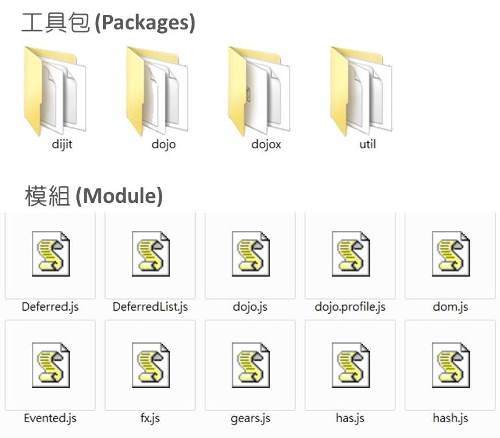 工具包 (Packages)
dijit dojo dojox util
模組 (Module)
Deferred.js DeferredList.js dojo.js dojo.profile.js dom.js
Evented.js fx.js gears.js has.js hash.js